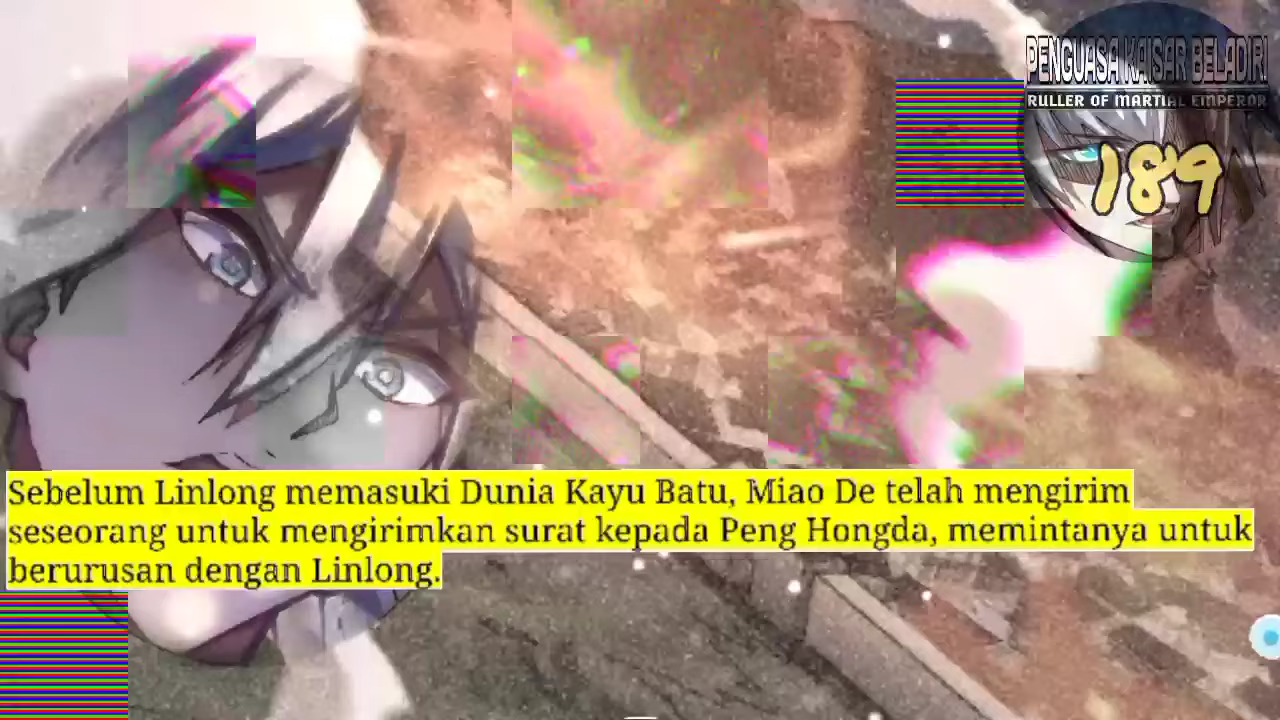 PENGUASA KAISAR BELADIRI
RULLER OF MARTIAL EMPEROR
189
Sebelum Linlong memasuki Dunia Kayu Batu, Miao De telah mengirim
seseorang untuk mengirimkan surat kepada Peng Hongda, memintanya untuk
berurusan dengan Linlong.